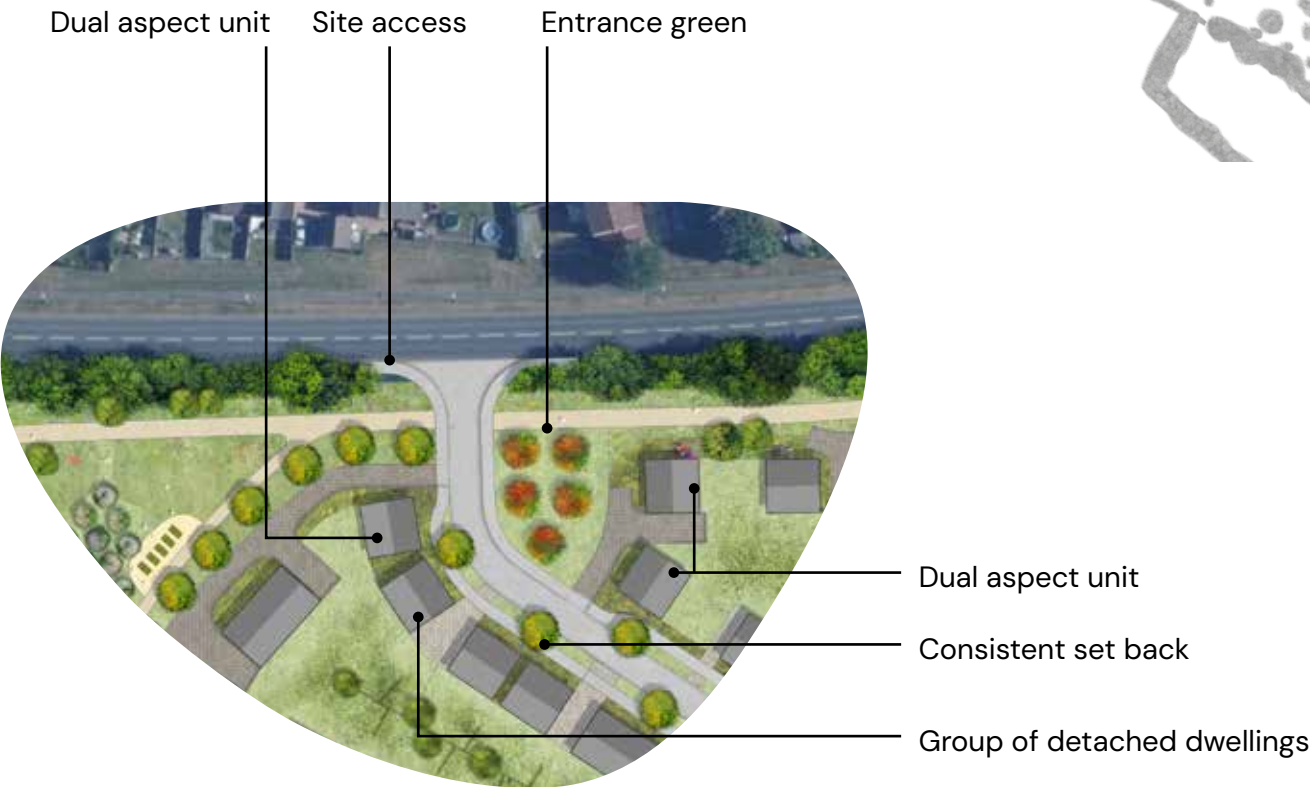 Dual aspect unit
Site access
Entrance green
Dual aspect unit
Consistent set back
Group of detached dwellings